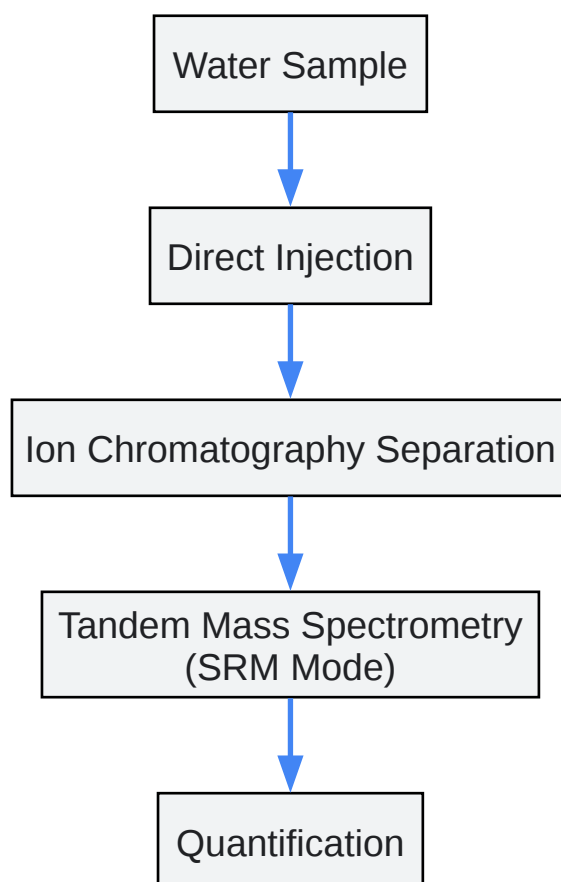 Water Sample
Direct Injection
Ion Chromatography Separation
Tandem Mass Spectrometry
(SRM Mode)
Quantification